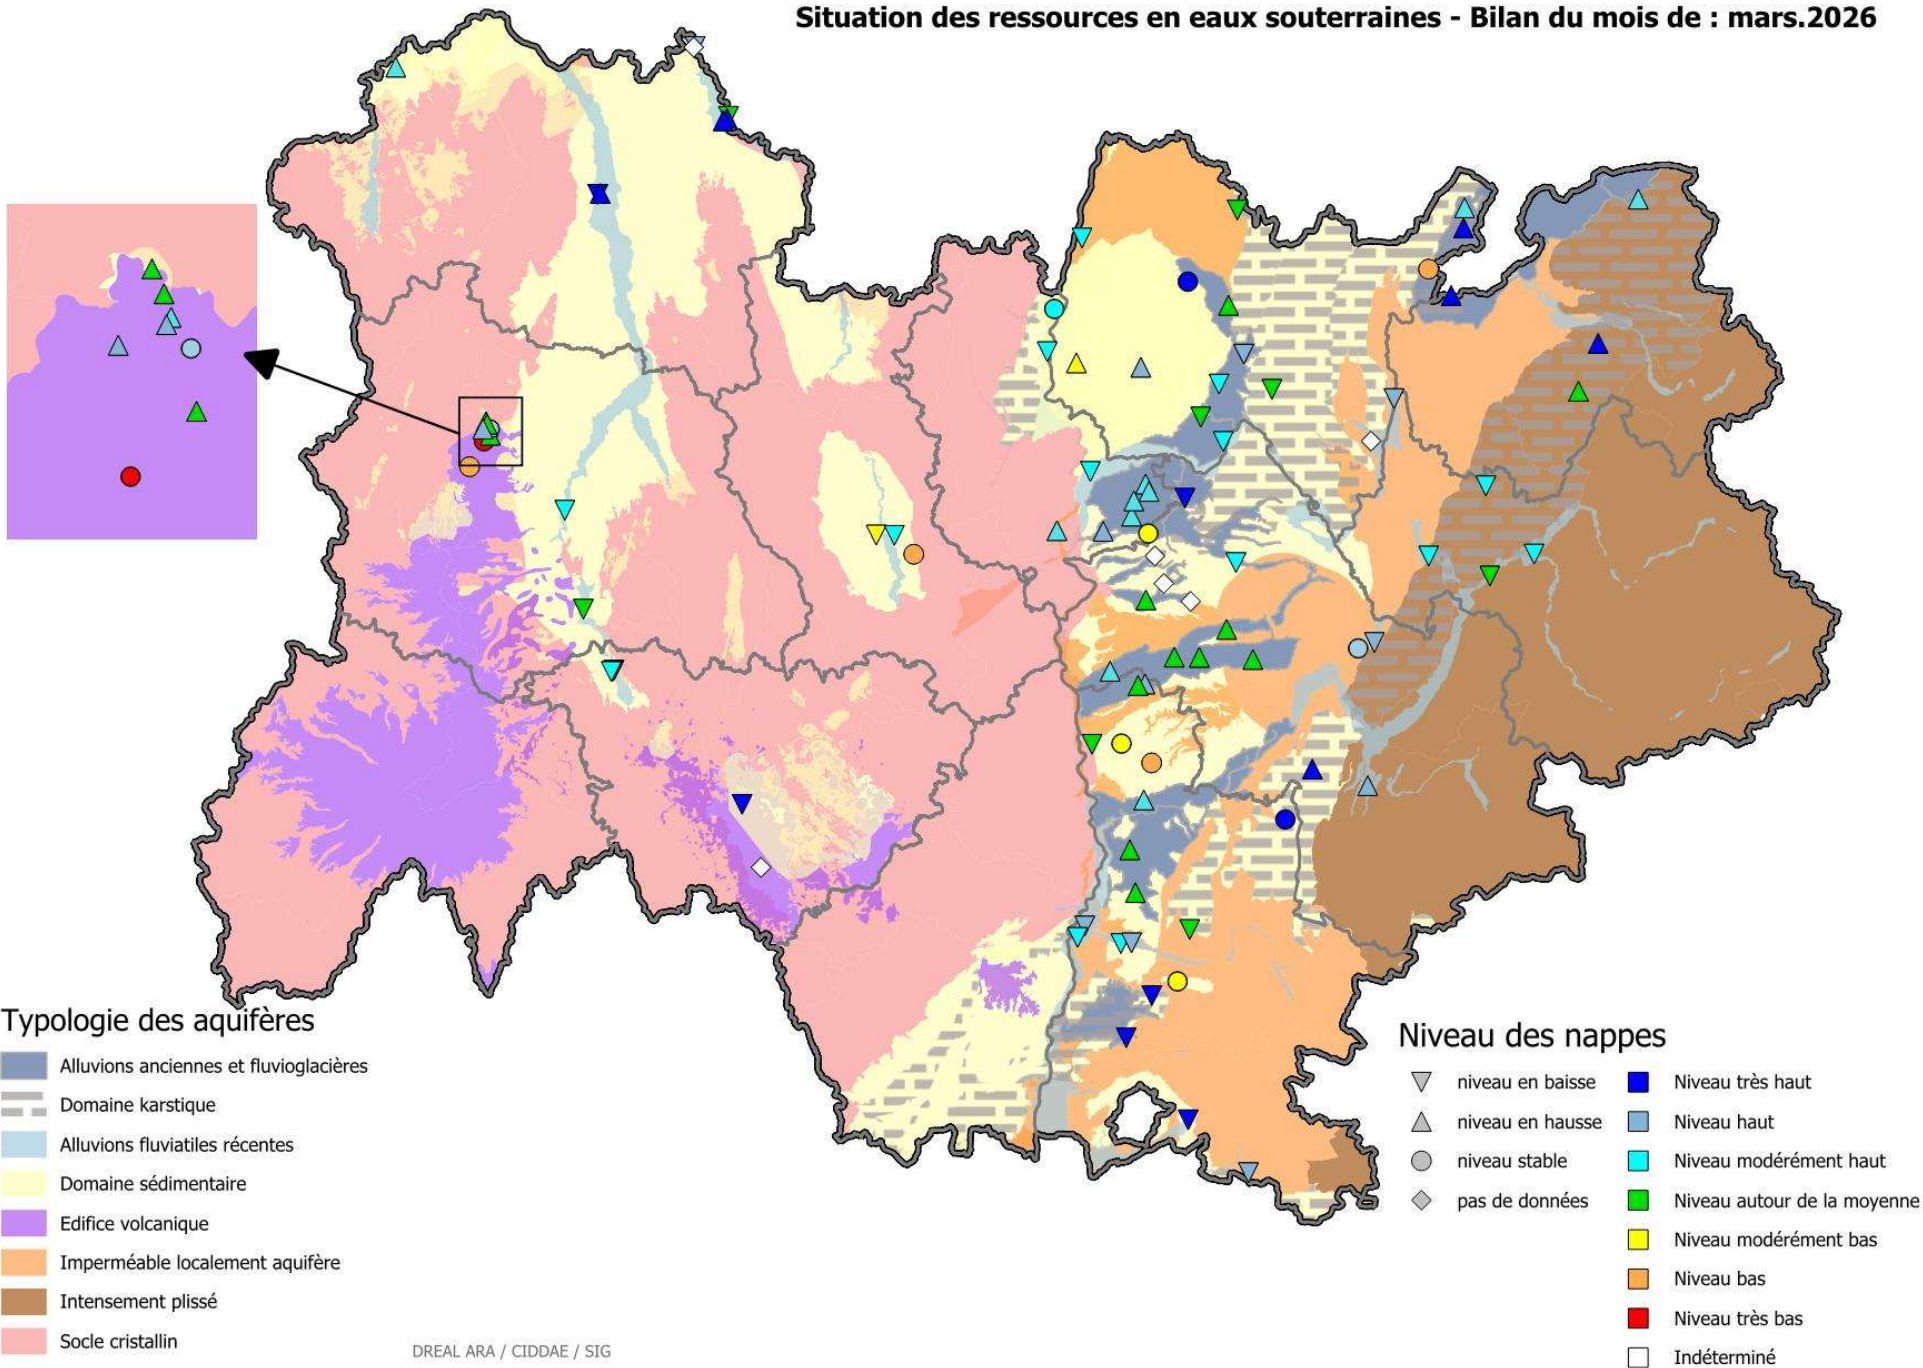 Situation des ressources en eaux souterraines - Bilan du mois de : mars.2026
Typologie des aquifères
Alluvions anciennes et fluvioglacières
Domaine karstique
Alluvions fluviatiles récentes
Domaine sédimentaire
Edifice volcanique
Imperméable localement aquifère
Intensement plissé
Socle cristallin
DREAL ARA / CIDDAE / SIG
Niveau des nappes
niveau en baisse
niveau en hausse
niveau stable
pas de données
Niveau très haut
Niveau haut
Niveau modérément haut
Niveau autour de la moyenne
Niveau modérément bas
Niveau bas
Niveau très bas
Indéterminé